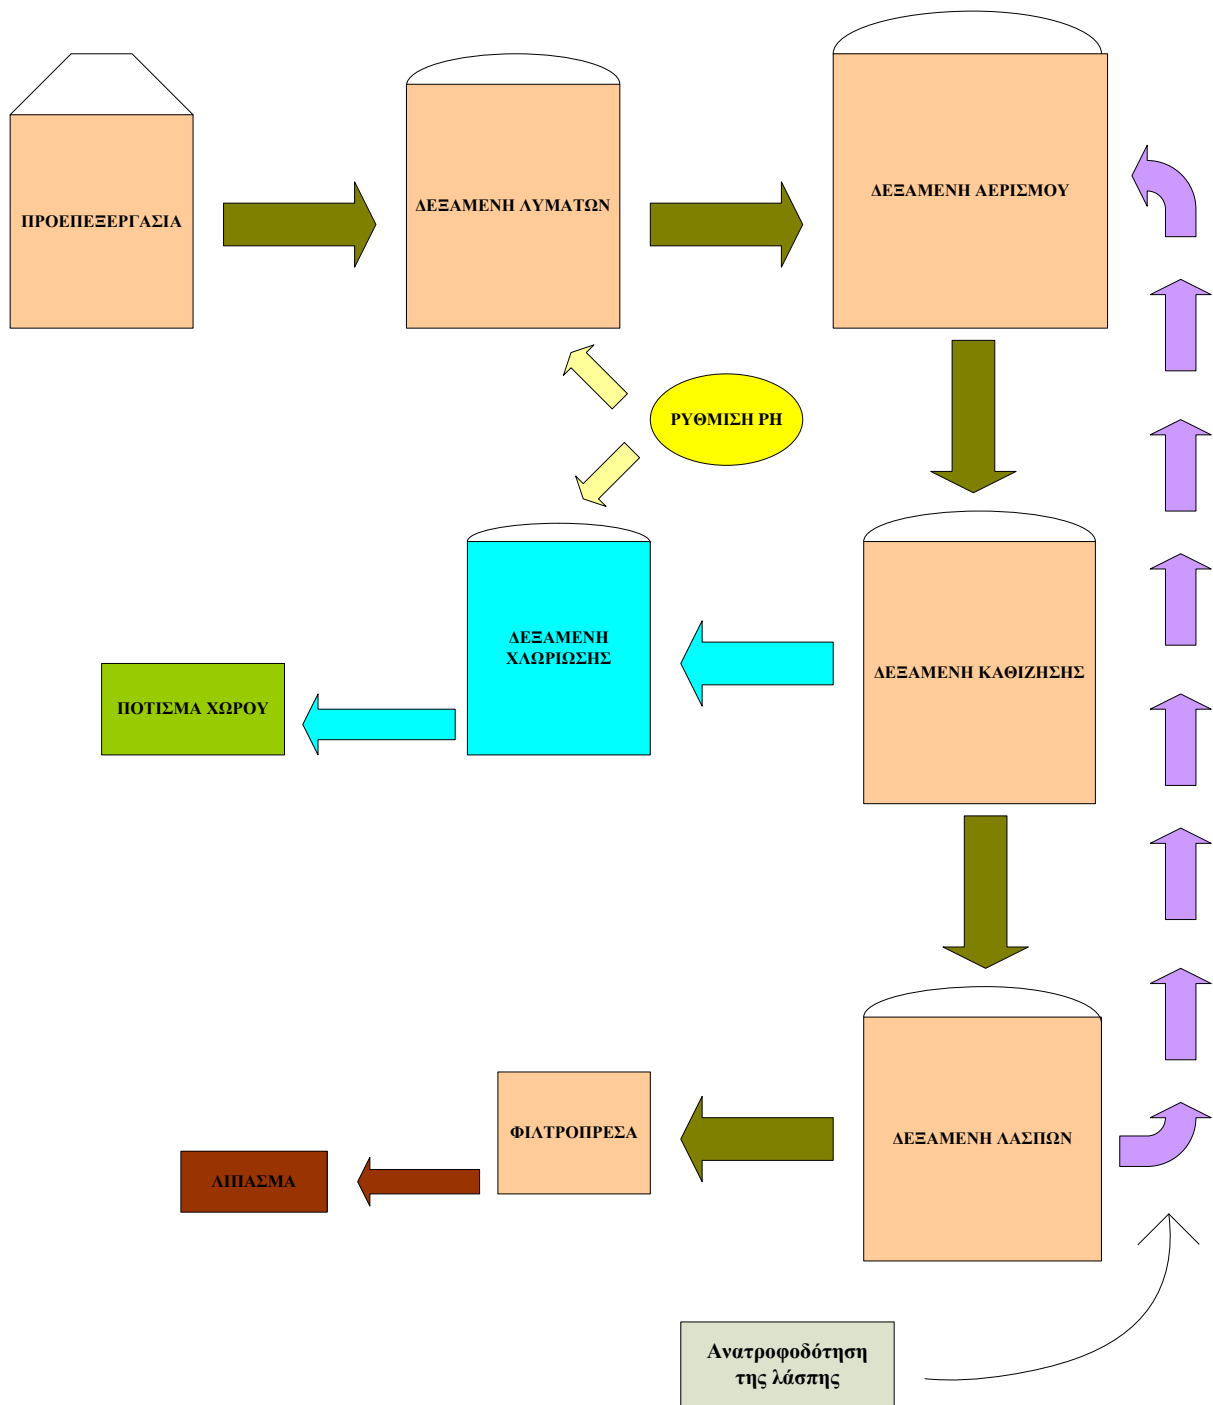 ΠΡΟΕΠΕΞΕΡΓΑΣΙΑ
ΔΕΞΑΜΕΝΗ ΛΥΜΑΤΩΝ
ΔΕΞΑΜΕΝΗ ΑΕΡΙΣΜΟΥ
ΡΥΘΜΙΣΗ PH
ΔΕΞΑΜΕΝΗ
ΧΛΩΡΙΩΣΗΣ
ΔΕΞΑΜΕΝΗ ΚΑΘΙΖΗΣΗΣ
ΠΟΤΙΣΜΑ ΧΩΡΟΥ
ΦΙΛΤΡΟΠΡΕΣΑ
ΔΕΞΑΜΕΝΗ ΛΑΣΠΩΝ
ΛΙΠΑΣΜΑ
Ανατροφοδότηση
της λάσπης